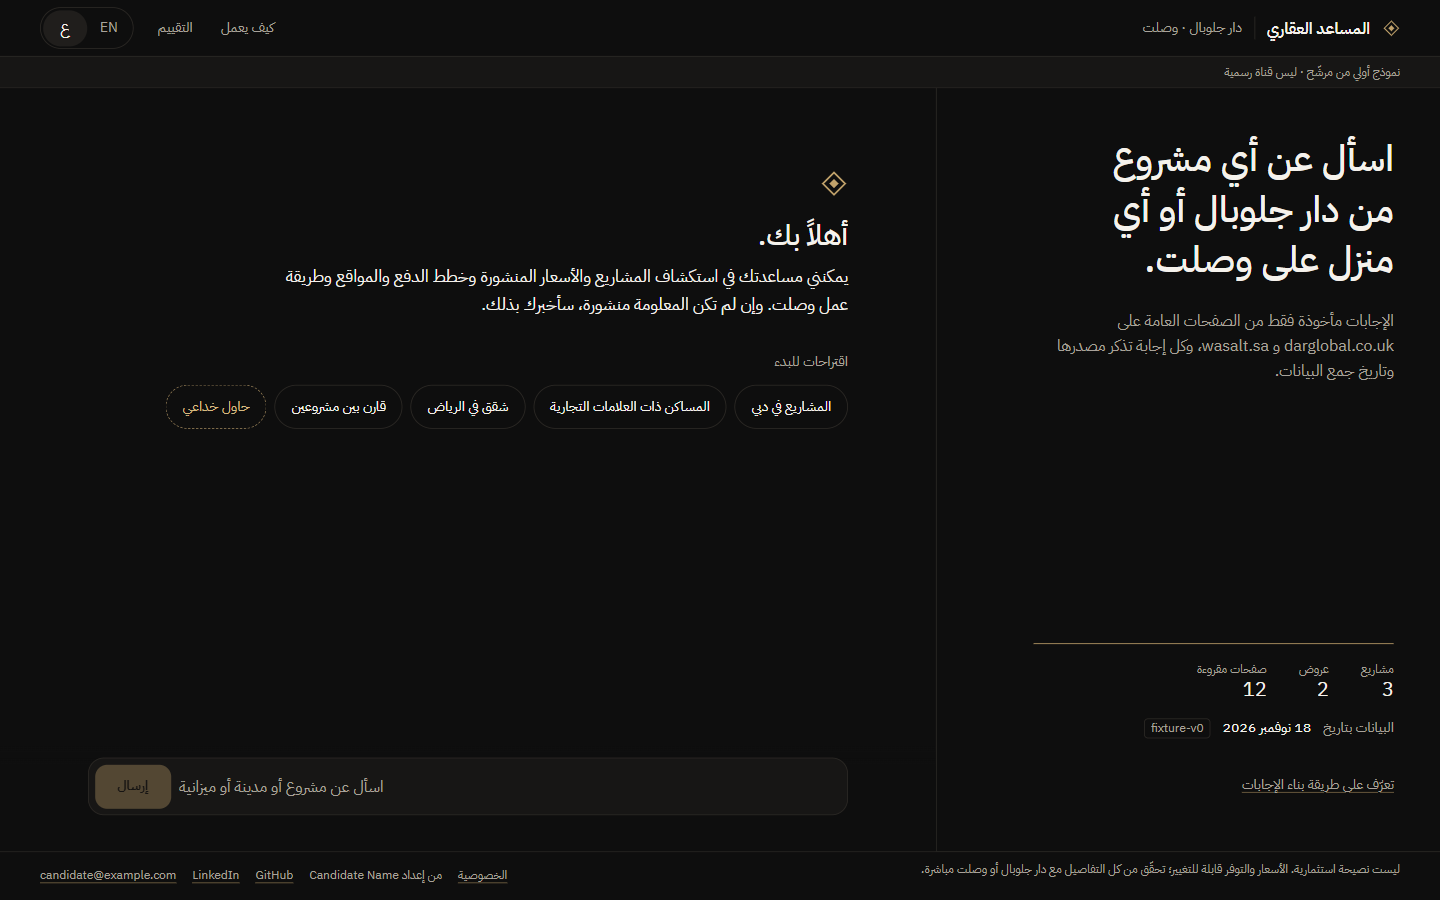 المساعد العقاري
دار جلوبال · وصلت
كيف يعمل
التقييم
EN
ع
نموذج أولي من مرشّح · ليس قناة رسمية
اسأل عن أي مشروع
من دار جلوبال أو أي
منزل على وصلت.
الإجابات مأخوذة فقط من الصفحات العامة على
darglobal.co.uk و wasalt.sa، وكل إجابة تذكر مصدرها
وتاريخ جمع البيانات.
مشاريع
3
عروض
2
صفحات مقروءة
12
البيانات بتاريخ 18 نوفمبر 2026 fixture-v0
تعرّف على طريقة بناء الإجابات
أهلاً بك.
يمكنني مساعدتك في استكشاف المشاريع والأسعار المنشورة وخطط الدفع والمواقع وطريقة
عمل وصلت. وإن لم تكن المعلومة منشورة، سأخبرك بذلك.
اقتراحات للبدء
المشاريع في دبي
المساكن ذات العلامات التجارية
شقق في الرياض
قارن بين مشروعين
حاول خداعي
اسأل عن مشروع أو مدينة أو ميزانية
إرسال
ليست نصيحة استثمارية. الأسعار والتوفر قابلة للتغيير؛ تحقّق من كل التفاصيل مع دار جلوبال أو وصلت مباشرة.
الخصوصية
من إعداد Candidate Name
GitHub
LinkedIn
candidate@example.com